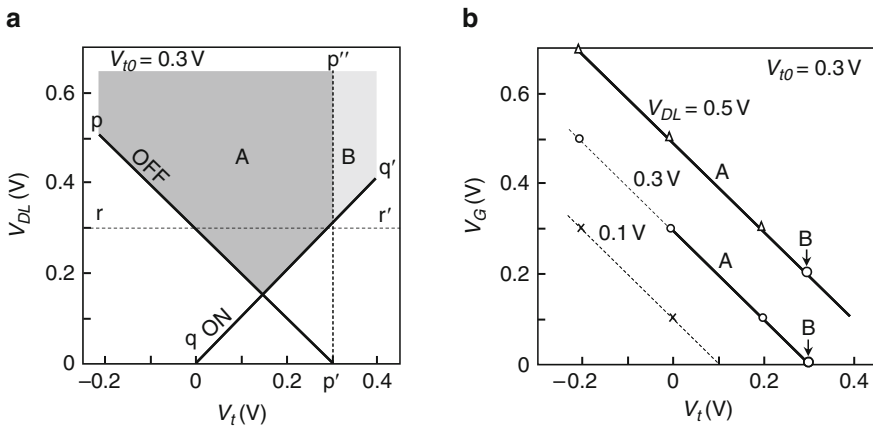 a
V_t0 = 0.3 V
p''
0.6
p
OFF
A
B
q'
0.4
V_DL (V)
r
r'
0.2
q ON
0
−0.2
0
0.2
p'
0.4
V_t (V)
b
V_t0 = 0.3 V
0.6
V_DL = 0.5 V
A
0.4
0.3 V
V_G (V)
0.1 V
A
B
0.2
B
0
−0.2
0
0.2
0.4
V_t (V)